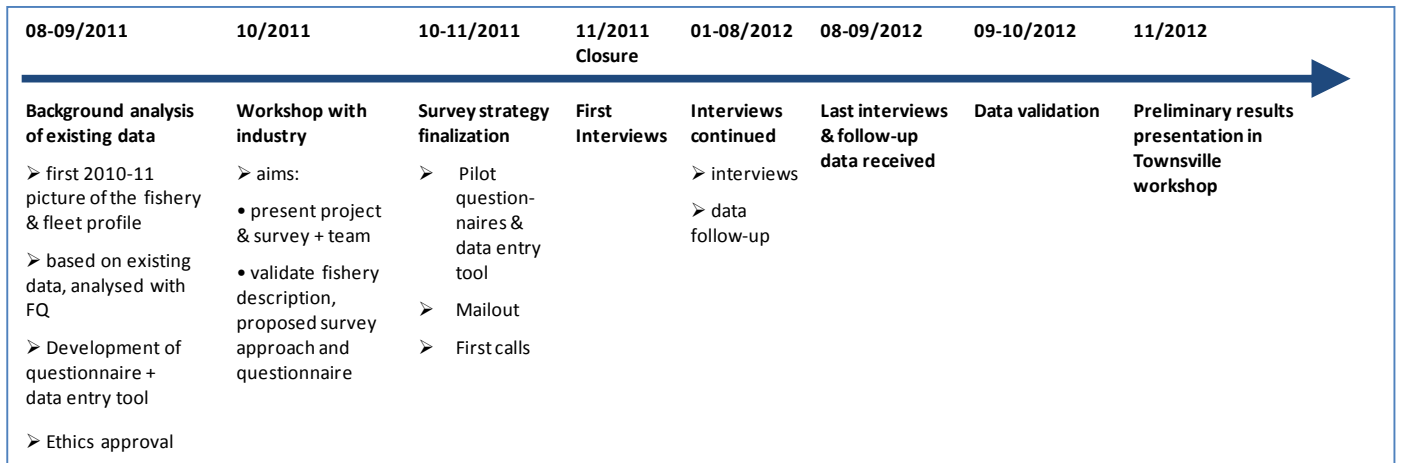 08-09/2011
10/2011
10-11/2011
11/2011
Closure
01-08/2012
08-09/2012
09-10/2012
11/2012
Background analysis
of existing data
➢ first 2010-11
picture of the fishery
& fleet profile
➢ based on existing
data, analysed with
FQ
➢ Development of
questionnaire +
data entry tool
➢ Ethics approval
Workshop with
industry
➢ aims:
• present project
& survey + team
• validate fishery
description,
proposed survey
approach and
questionnaire
Survey strategy
finalization
➢ Pilot
question-
naires &
data entry
tool
➢ Mailout
➢ First calls
First
Interviews
Interviews
continued
➢ interviews
➢ data
follow-up
Last interviews
& follow-up
data received
Data validation
Preliminary results
presentation in
Townsville
workshop